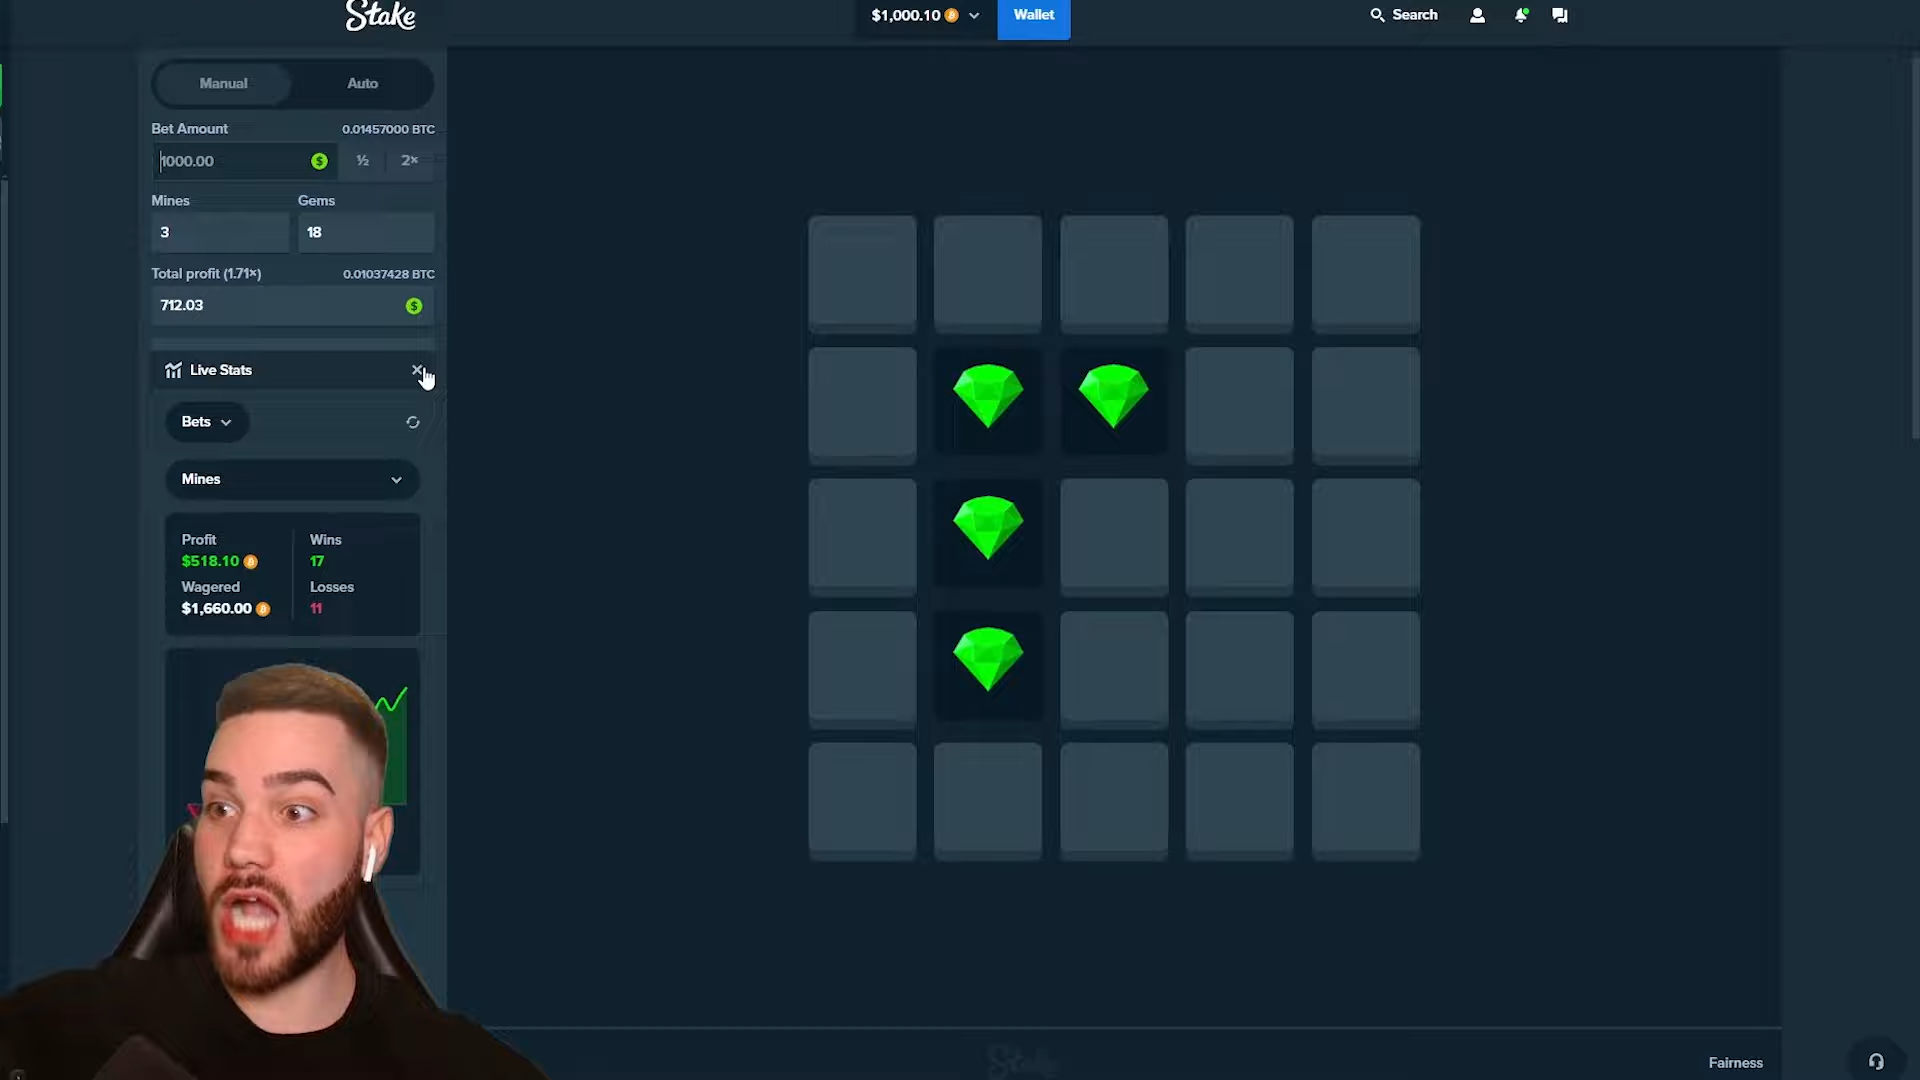 Stake
$1,000.10
Wallet
Search
Manual
Auto
Bet Amount
0.01457000 BTC
1000.00
½
2×
Mines
Gems
3
18
Total profit (1.71×)
0.01037428 BTC
712.03
Live Stats
Bets
Mines
Profit
Wins
$518.10
17
Wagered
Losses
$1,660.00
11
Stake
Fairness